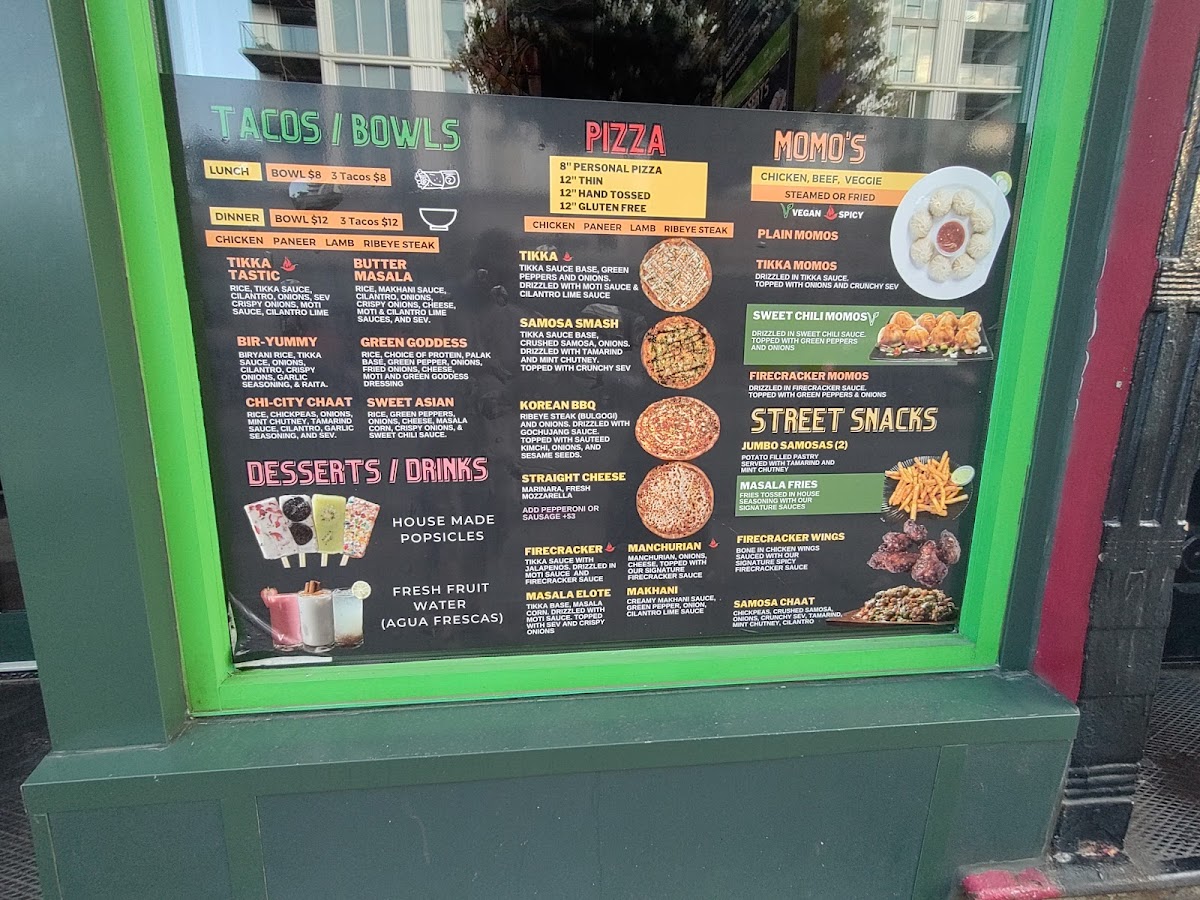 TACOS / BOWLS
LUNCH BOWL $8 3 Tacos $8
DINNER BOWL $12 3 Tacos $12
CHICKEN PANEER LAMB RIBEYE STEAK
TIKKA
TASTIC
RICE, TIKKA SAUCE,
CILANTRO, ONIONS, SEV
CRISPY ONIONS, MOTI
SAUCE, CILANTRO LIME
BUTTER
MASALA
RICE, MAKHANI SAUCE,
CILANTRO, ONIONS,
CRISPY ONIONS, CHEESE,
MOTI & CILANTRO LIME
SAUCES, AND SEV.
BIR-YUMMY
BIRYANI RICE, TIKKA
SAUCE, ONIONS,
CILANTRO, CRISPY
ONIONS, GARLIC
SEASONING, & RAITA.
GREEN GODDESS
RICE, CHOICE OF PROTEIN, PALAK
BASE, GREEN PEPPER, ONIONS,
FRIED ONIONS, CHEESE,
MOTI AND GREEN GODDESS
DRESSING
CHI-CITY CHAAT
RICE, CHICKPEAS, ONIONS,
MINT CHUTNEY, TAMARIND
SAUCE, CILANTRO, GARLIC
SEASONING, AND SEV.
SWEET ASIAN
RICE, GREEN PEPPERS,
ONIONS, CHEESE, MASALA
CORN, CRISPY ONIONS, &
SWEET CHILI SAUCE.
DESSERTS / DRINKS
HOUSE MADE
POPSICLES
FRESH FRUIT
WATER
(AGUA FRESCAS)
PIZZA
8" PERSONAL PIZZA
12" THIN
12" HAND TOSSED
12" GLUTEN FREE
CHICKEN PANEER LAMB RIBEYE STEAK
TIKKA
TIKKA SAUCE BASE, GREEN
PEPPERS AND ONIONS.
DRIZZLED WITH MOTI SAUCE &
CILANTRO LIME SAUCE
SAMOSA SMASH
TIKKA SAUCE BASE,
CRUSHED SAMOSA, ONIONS.
DRIZZLED WITH TAMARIND
AND MINT CHUTNEY.
TOPPED WITH CRUNCHY SEV
KOREAN BBQ
RIBEYE STEAK (BULGOGI)
AND ONIONS. DRIZZLED WITH
GOCHUJANG SAUCE.
TOPPED WITH SAUTEED
KIMCHI, ONIONS, AND
SESAME SEEDS.
STRAIGHT CHEESE
MARINARA, FRESH
MOZZARELLA
ADD PEPPERONI OR
SAUSAGE +$3
FIRECRACKER
TIKKA SAUCE WITH
JALAPENOS. DRIZZLED IN
MOTI SAUCE AND
FIRECRACKER SAUCE
MANCHURIAN
MANCHURIAN, ONIONS,
CHEESE, TOPPED WITH
OUR SIGNATURE
FIRECRACKER SAUCE
MASALA ELOTE
TIKKA BASE, MASALA
CORN. DRIZZLED WITH
MOTI SAUCE. TOPPED
WITH SEV AND CRISPY
ONIONS
MAKHANI
CREAMY MAKHANI SAUCE,
GREEN PEPPER, ONION,
CILANTRO LIME SAUCE
MOMO'S
CHICKEN, BEEF, VEGGIE
STEAMED OR FRIED
VEGAN SPICY
PLAIN MOMOS
TIKKA MOMOS
DRIZZLED IN TIKKA SAUCE.
TOPPED WITH ONIONS AND CRUNCHY SEV
SWEET CHILI MOMOS
DRIZZLED IN SWEET CHILI SAUCE.
TOPPED WITH GREEN PEPPERS
AND ONIONS
FIRECRACKER MOMOS
DRIZZLED IN FIRECRACKER SAUCE.
TOPPED WITH GREEN PEPPERS & ONIONS
STREET SNACKS
JUMBO SAMOSAS (2)
POTATO FILLED PASTRY
SERVED WITH TAMARIND AND
MINT CHUTNEY
MASALA FRIES
FRIES TOSSED IN HOUSE
SEASONING WITH OUR
SIGNATURE SAUCES
FIRECRACKER WINGS
BONE IN CHICKEN WINGS
SAUCED WITH OUR
SIGNATURE SPICY
FIRECRACKER SAUCE
SAMOSA CHAAT
CHICKPEAS, CRUSHED SAMOSA,
ONIONS, CRUNCHY SEV, TAMARIND,
MINT CHUTNEY, CILANTRO